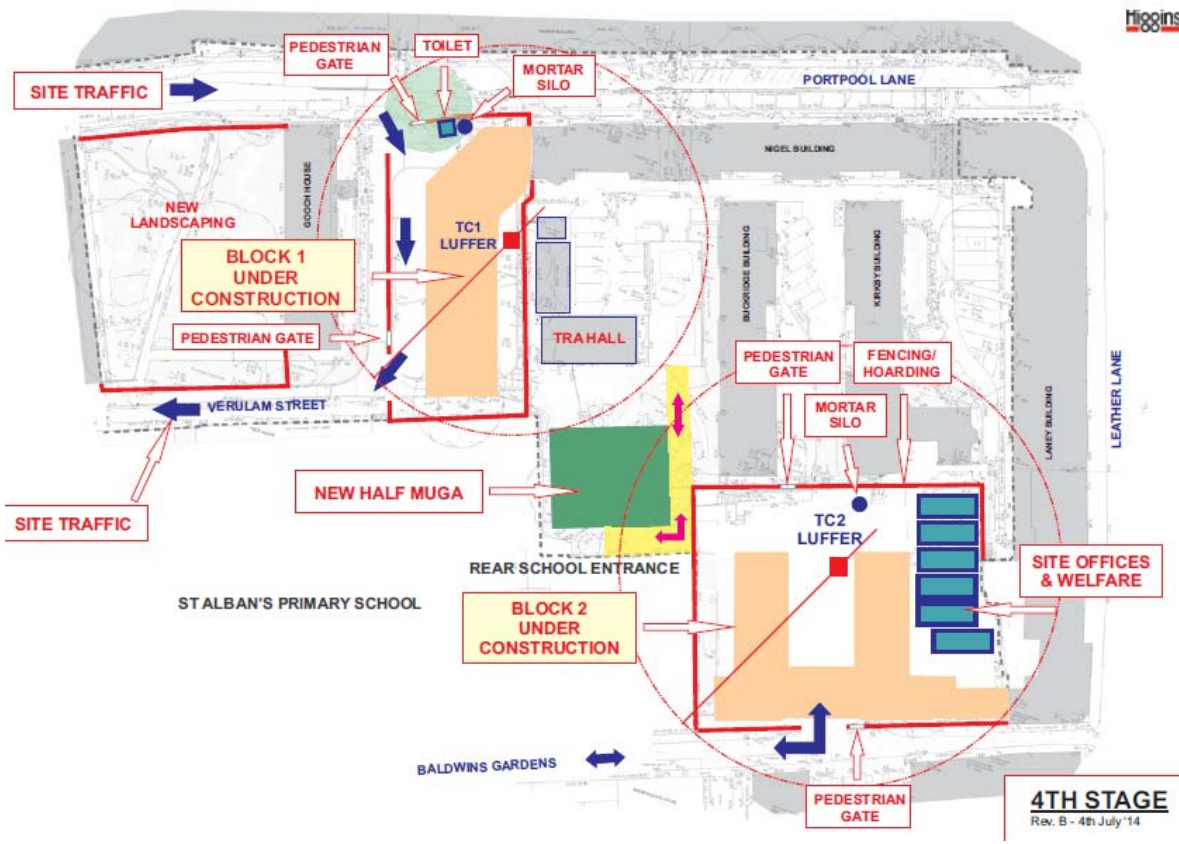 Higgins
PEDESTRIAN
GATE
TOILET
MORTAR
SILO
SITE TRAFFIC
PORTPOOL LANE
NIGEL BUILDING
GOOCH HOUSE
NEW
LANDSCAPING
TC1
LUFFER
BLOCK 1
UNDER
CONSTRUCTION
BUCKRIDGE BUILDING
KIRKBY BUILDING
PEDESTRIAN GATE
TRA HALL
PEDESTRIAN
GATE
FENCING/
HOARDING
LEATHER LANE
LANEY BUILDING
MORTAR
SILO
VERULAM STREET
NEW HALF MUGA
SITE TRAFFIC
TC2
LUFFER
REAR SCHOOL ENTRANCE
SITE OFFICES
& WELFARE
ST ALBAN'S PRIMARY SCHOOL
BLOCK 2
UNDER
CONSTRUCTION
BALDWINS GARDENS
PEDESTRIAN
GATE
4TH STAGE
Rev. B - 4th July '14